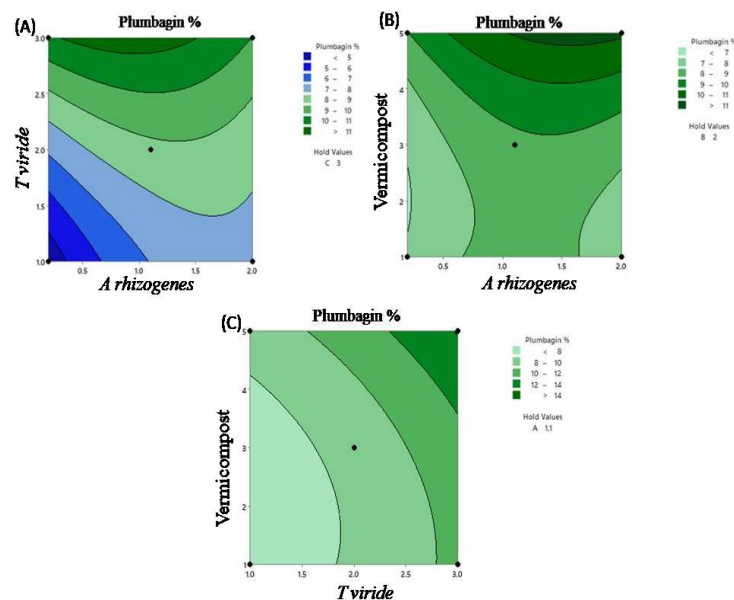 (A)
Plumbagin %
T viride
3.0
2.5
2.0
1.5
1.0
0.5
1.0
1.5
2.0
A rhizogenes
Plumbagin %
< 5
5 – 6
6 – 7
7 – 8
8 – 9
9 – 10
10 – 11
> 11
Hold Values
C 3
(B)
Plumbagin %
Vermicompost
5
4
3
2
1
0.5
1.0
1.5
2.0
A rhizogenes
Plumbagin %
< 7
7 – 8
8 – 9
9 – 10
10 – 11
> 11
Hold Values
B 2
(C)
Plumbagin %
Vermicompost
5
4
3
2
1
1.0
1.5
2.0
2.5
3.0
T viride
Plumbagin %
< 8
8 – 10
10 – 12
12 – 14
> 14
Hold Values
A 1.1